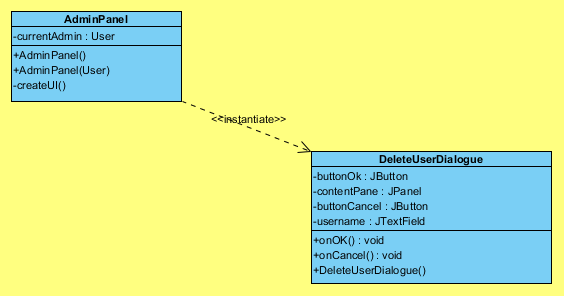 AdminPanel
-currentAdmin : User
+AdminPanel()
+AdminPanel(User)
-createUI()
<<instantiate>>
DeleteUserDialogue
-buttonOk : JButton
-contentPane : JPanel
-buttonCancel : JButton
-username : JTextField
+onOK() : void
+onCancel() : void
+DeleteUserDialogue()